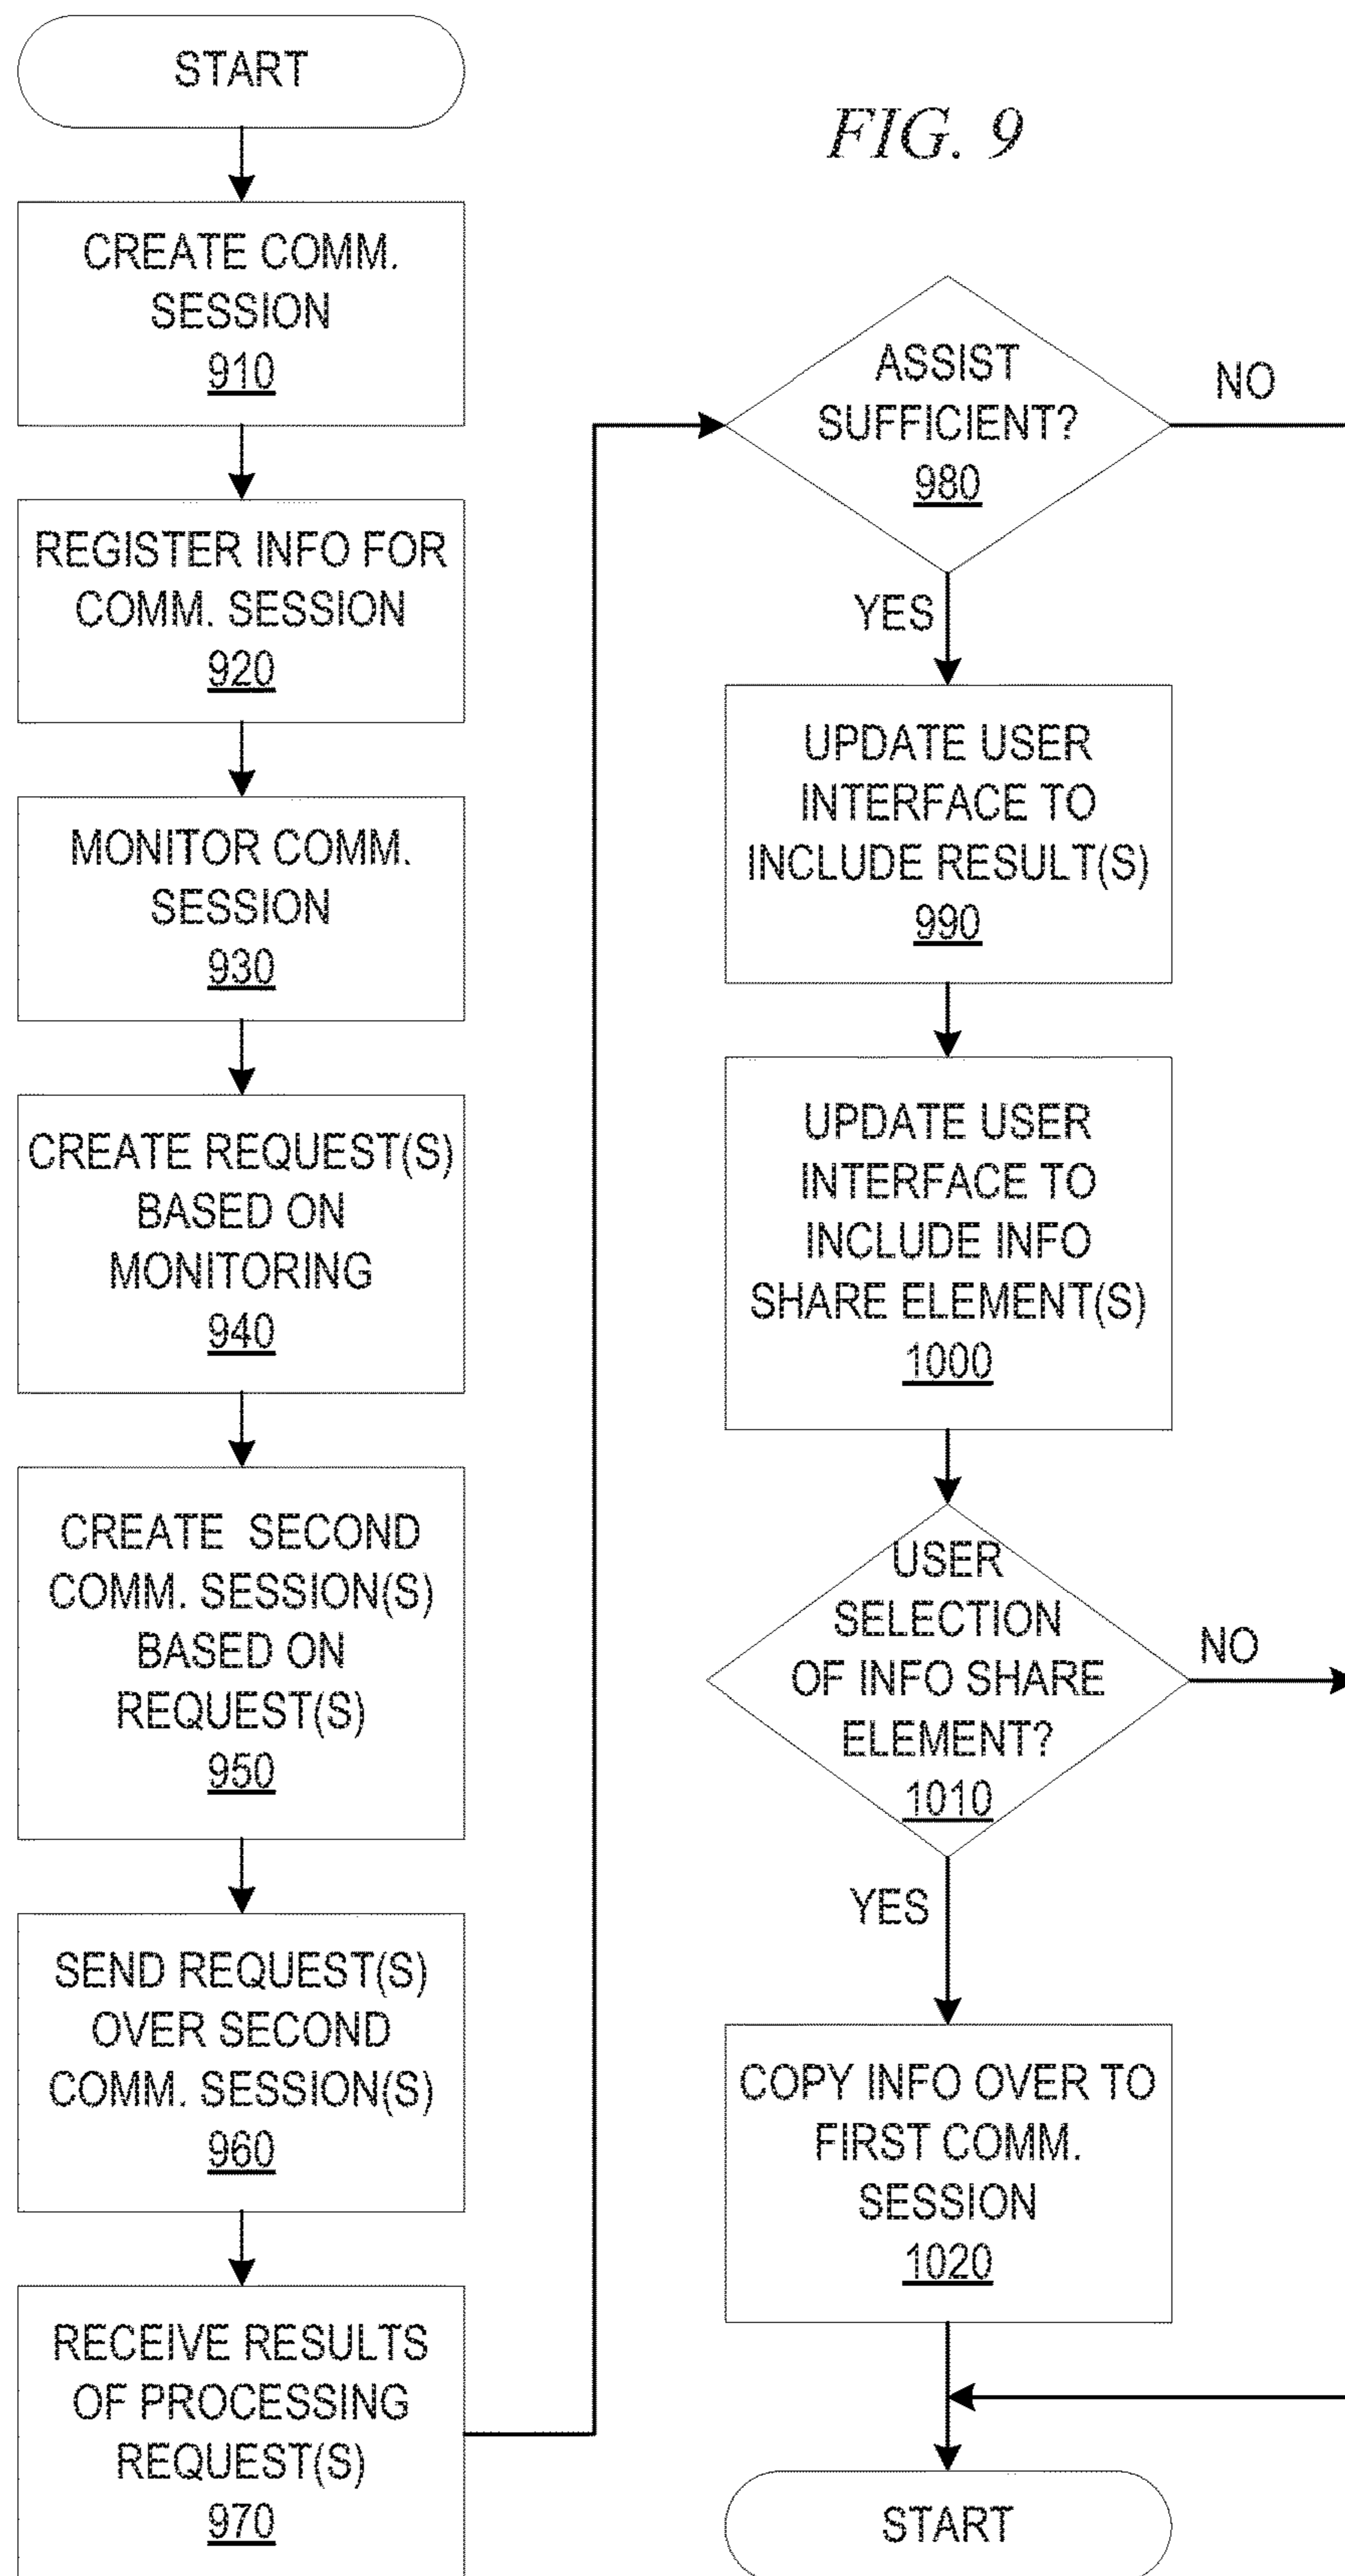 START
CREATE COMM.
SESSION
910
REGISTER INFO FOR
COMM. SESSION
920
MONITOR COMM.
SESSION
930
CREATE REQUEST(S)
BASED ON
MONITORING
940
CREATE SECOND
COMM. SESSION(S)
BASED ON
REQUEST(S)
950
SEND REQUEST(S)
OVER SECOND
COMM. SESSION(S)
960
RECEIVE RESULTS
OF PROCESSING
REQUEST(S)
970
FIG. 9
ASSIST
SUFFICIENT?
980
NO
YES
UPDATE USER
INTERFACE TO
INCLUDE RESULT(S)
990
UPDATE USER
INTERFACE TO
INCLUDE INFO
SHARE ELEMENT(S)
1000
USER
SELECTION
OF INFO SHARE
ELEMENT?
1010
NO
YES
COPY INFO OVER TO
FIRST COMM.
SESSION
1020
START